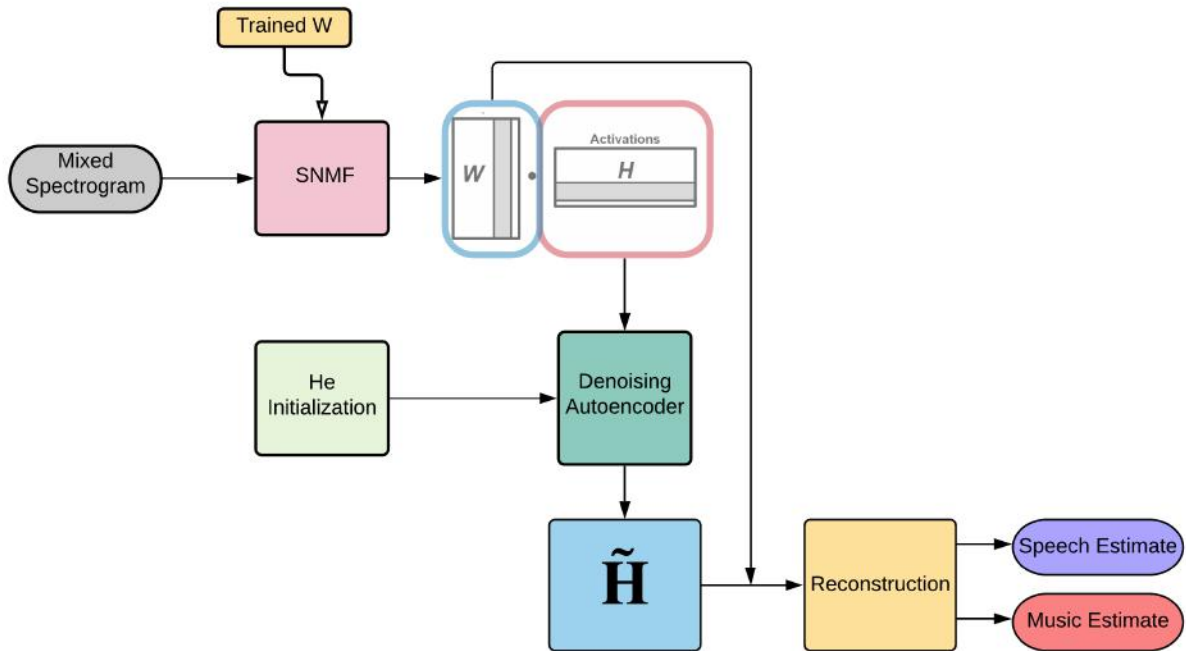 Trained W
Mixed
Spectrogram
SNMF
W
Activations
H
He
Initialization
Denoising
Autoencoder
H̃
Reconstruction
Speech Estimate
Music Estimate